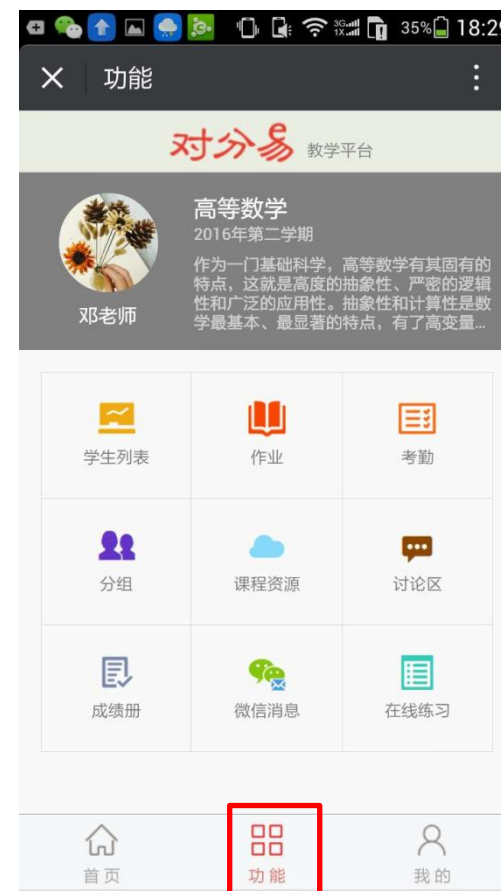 3G 1X 35% 18:29
功能
对分易 教学平台
高等数学
2016年第二学期
作为一门基础科学，高等数学有其固有的
特点，这就是高度的抽象性、严密的逻辑
性和广泛的应用性。抽象性和计算性是数
学最基本、最显著的特点，有了高变量...
邓老师
学生列表 作业 考勤
分组 课程资源 讨论区
成绩册 微信消息 在线练习
首页 功能 我的